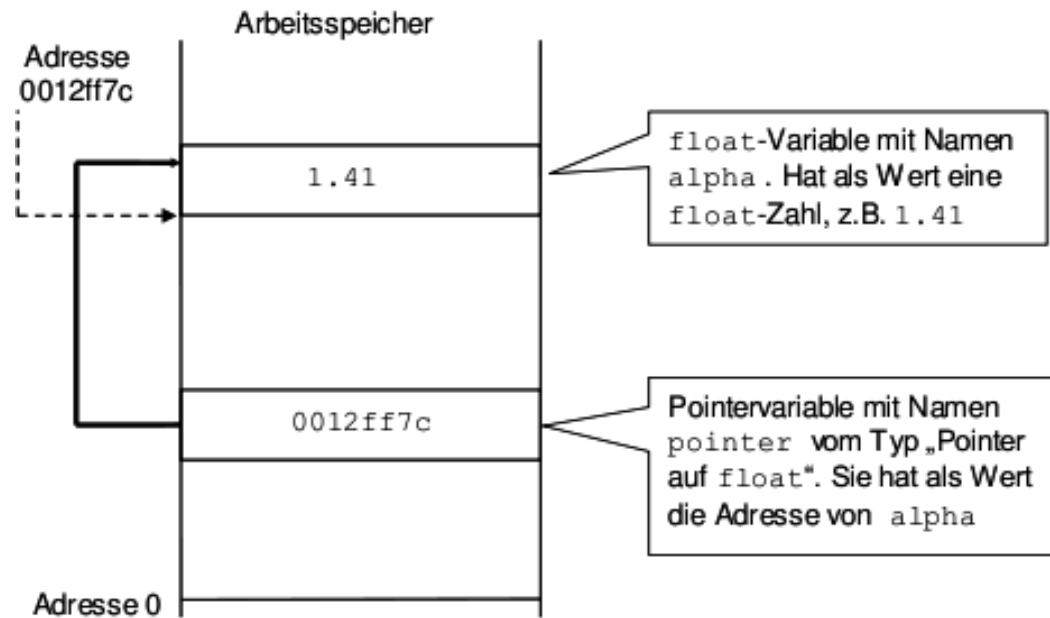 Arbeitsspeicher
Adresse
0012ff7c
1.41
float-Variable mit Namen
alpha. Hat als Wert eine
float-Zahl, z.B. 1.41
0012ff7c
Pointervariable mit Namen
pointer vom Typ „Pointer
auf float“. Sie hat als Wert
die Adresse von alpha
Adresse 0